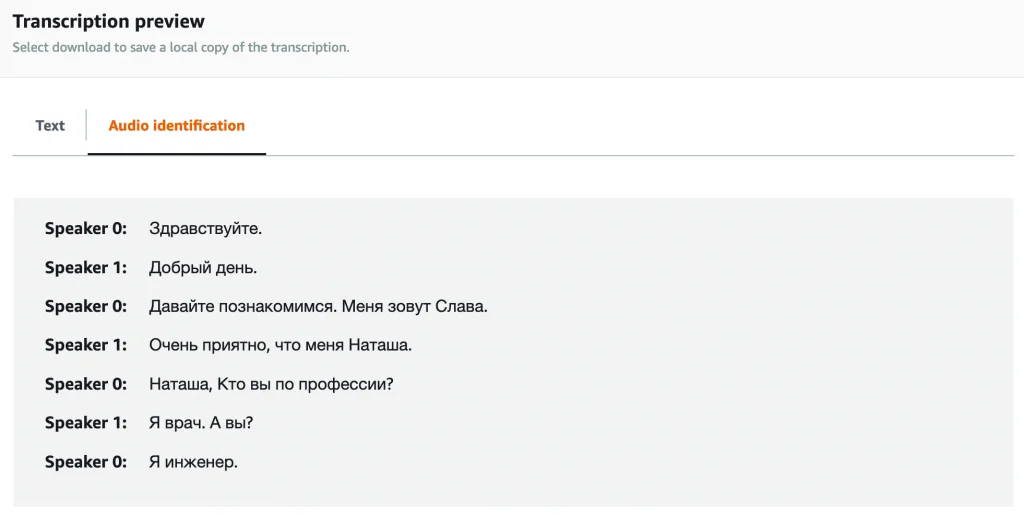 Transcription preview
Select download to save a local copy of the transcription.
Text
Audio identification
Speaker 0: Здравствуйте.
Speaker 1: Добрый день.
Speaker 0: Давайте познакомимся. Меня зовут Слава.
Speaker 1: Очень приятно, что меня Наташа.
Speaker 0: Наташа, Кто вы по профессии?
Speaker 1: Я врач. А вы?
Speaker 0: Я инженер.